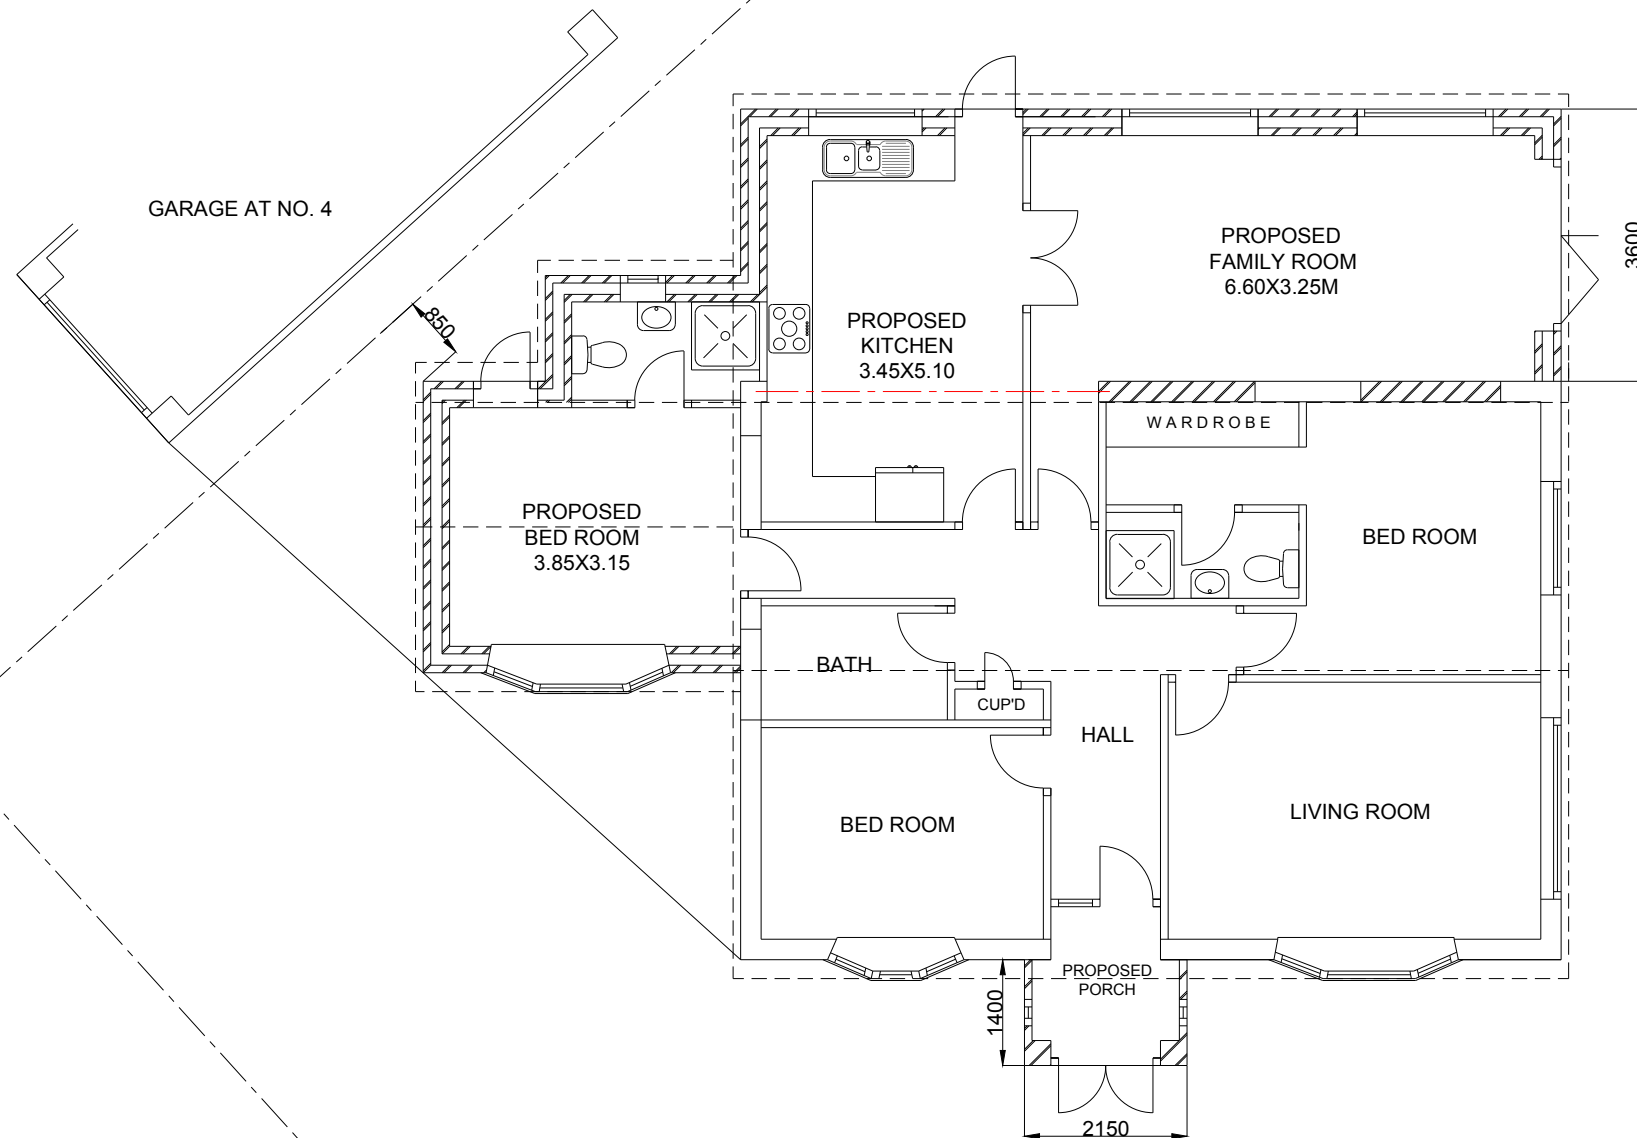 GARAGE AT NO. 4
PROPOSED
FAMILY ROOM
6.60X3.25M
3600
850
PROPOSED
KITCHEN
3.45X5.10
WARDROBE
PROPOSED
BED ROOM
3.85X3.15
BED ROOM
BATH
CUP'D
HALL
BED ROOM
LIVING ROOM
PROPOSED
PORCH
1400
2150